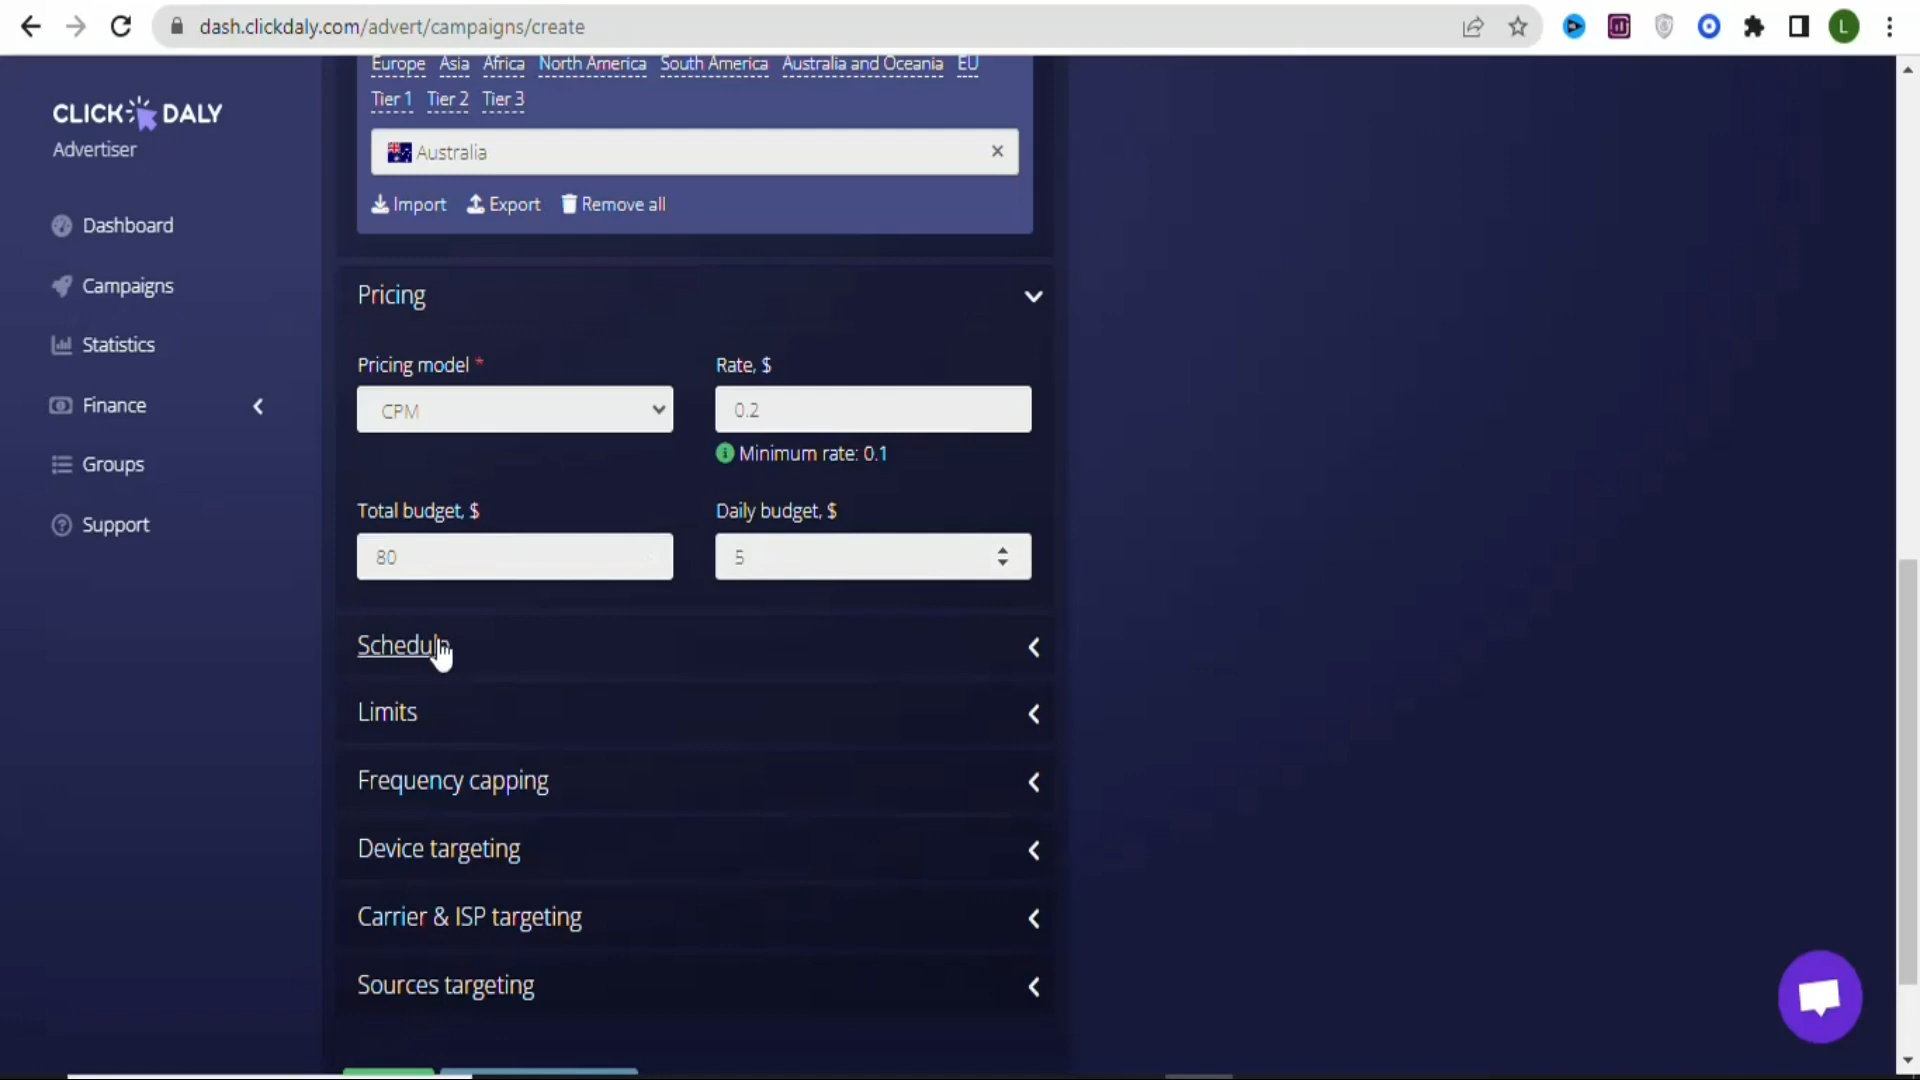 dash.clickdaly.com/advert/campaigns/create
L
CLICK DALY
Advertiser
Dashboard
Campaigns
Statistics
Finance
Groups
Support
Europe Asia Africa North America South America Australia and Oceania EU
Tier 1 Tier 2 Tier 3
Australia ×
Import Export Remove all
Pricing
Pricing model * Rate, $
CPM 0.2
Minimum rate: 0.1
Total budget, $ Daily budget, $
80 5
Schedule
Limits
Frequency capping
Device targeting
Carrier & ISP targeting
Sources targeting